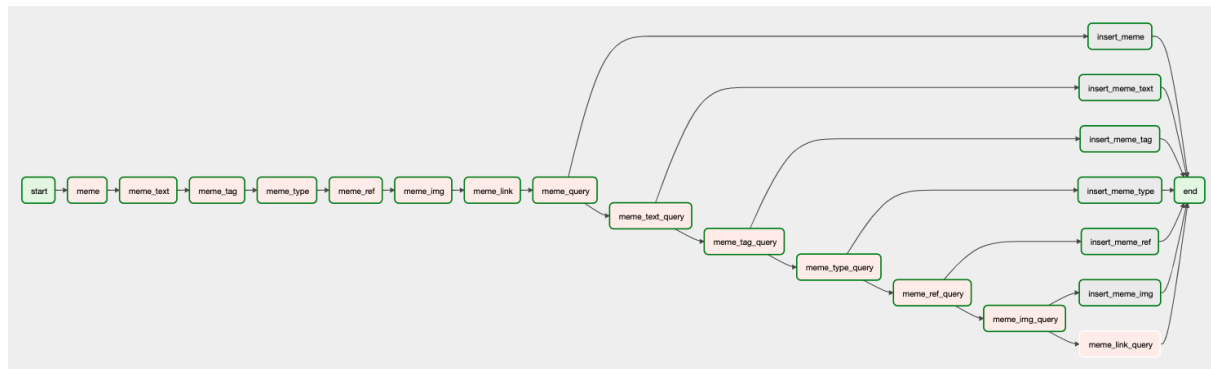 insert_meme
insert_meme_text
insert_meme_tag
start meme meme_text meme_tag meme_type meme_ref meme_img meme_link meme_query insert_meme_type end
meme_text_query
meme_tag_query insert_meme_ref
meme_type_query
meme_ref_query insert_meme_img
meme_img_query
meme_link_query